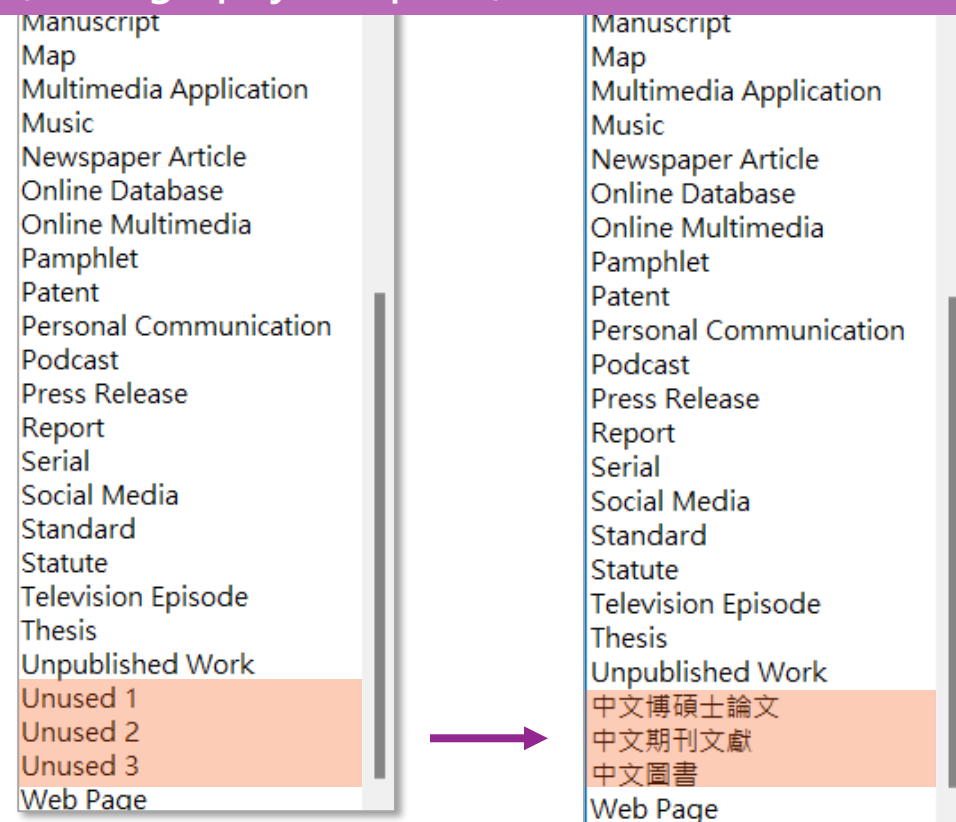 Manuscript
Map
Multimedia Application
Music
Newspaper Article
Online Database
Online Multimedia
Pamphlet
Patent
Personal Communication
Podcast
Press Release
Report
Serial
Social Media
Standard
Statute
Television Episode
Thesis
Unpublished Work
Unused 1
Unused 2
Unused 3
Web Page
Manuscript
Map
Multimedia Application
Music
Newspaper Article
Online Database
Online Multimedia
Pamphlet
Patent
Personal Communication
Podcast
Press Release
Report
Serial
Social Media
Standard
Statute
Television Episode
Thesis
Unpublished Work
中文博碩士論文
中文期刊文獻
中文圖書
Web Page